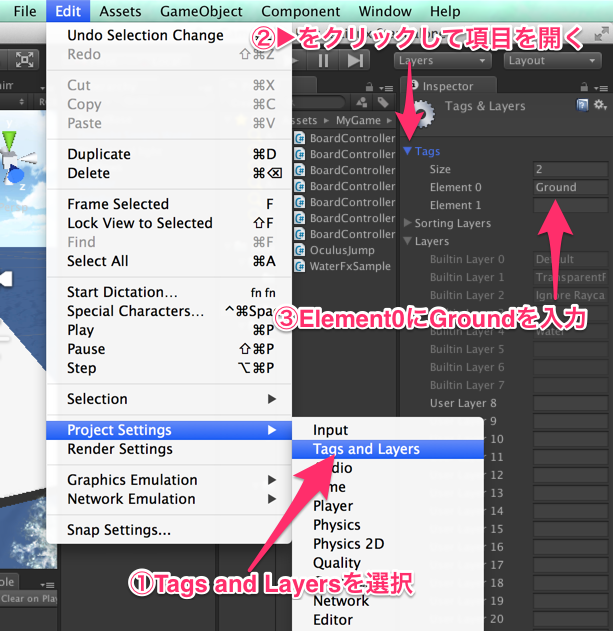 File Edit Assets GameObject Component Window Help
Undo Selection Change
②▶をクリックして項目を開く
Redo ⇧⌘Z
Layers Layout
Cut ⌘X
Inspector
Copy ⌘C
Tags & Layers
Paste ⌘V
ssets ▸ MyGame ▸
Duplicate ⌘D
BoardController
Tags
Delete ⌘⌫
BoardController
Size 2
BoardController
Element 0 Ground
Frame Selected F
BoardController
Element 1
Lock View to Selected ⇧F
BoardController
Sorting Layers
Find ⌘F
BoardController
Layers
Select All ⌘A
OculusJump
Builtin Layer 0 Default
WaterFxSample
Builtin Layer 1 TransparentF
Start Dictation... fn fn
Builtin Layer 2 Ignore Rayca
Special Characters... ^⌘Spa
③Element0にGroundを入力
Play ⌘P
Builtin Layer 4 Water
Pause ⇧⌘P
Builtin Layer 5
Step ⌥⌘P
Builtin Layer 6
Builtin Layer 7
Selection ▶
User Layer 8
Project Settings ▶
Input
9
Render Settings
Tags and Layers
10
dio
11
Graphics Emulation ▶
me
12
Network Emulation ▶
Player
13
Physics
14
Snap Settings...
Physics 2D
15
Quality
16
①Tags and Layersを選択
ole
Clear on Play
Network
19
Editor
20